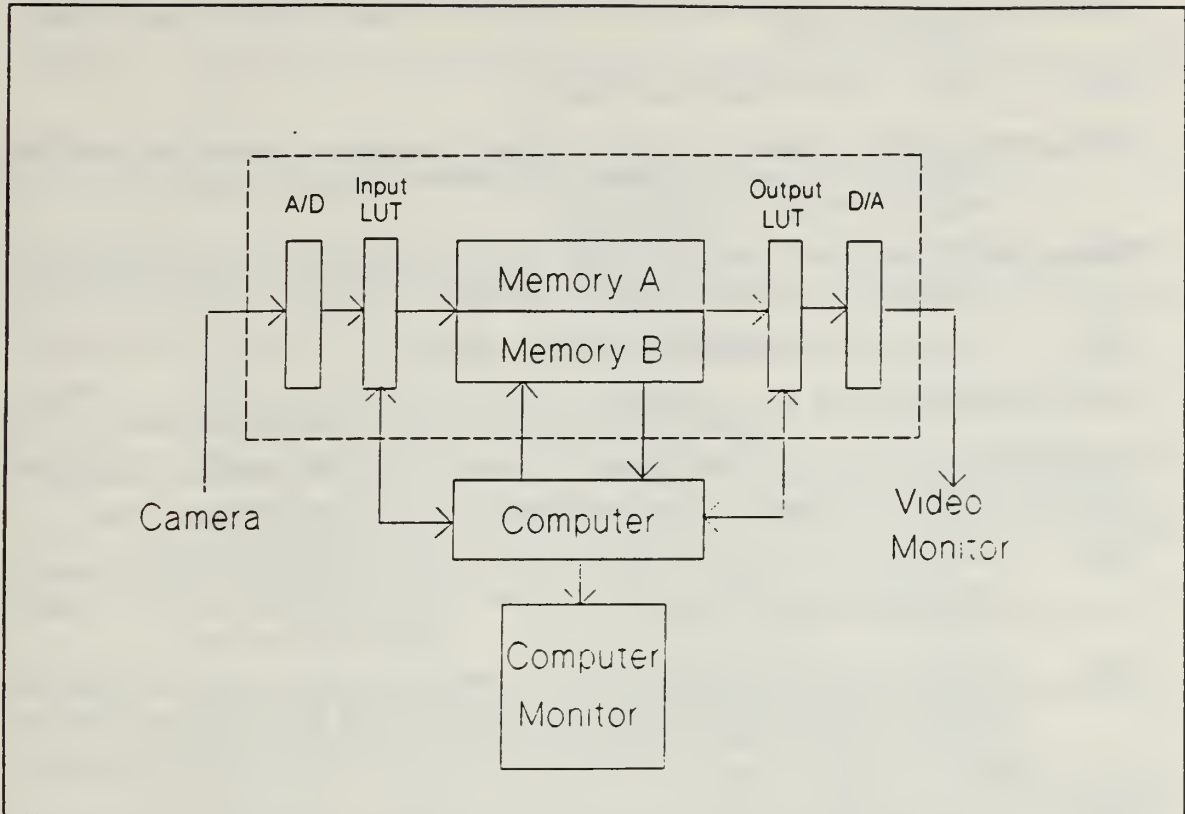 A/D
Input
LUT
Output
LUT
D/A
Memory A
Memory B
Camera
Computer
Video
Monitor
Computer
Monitor